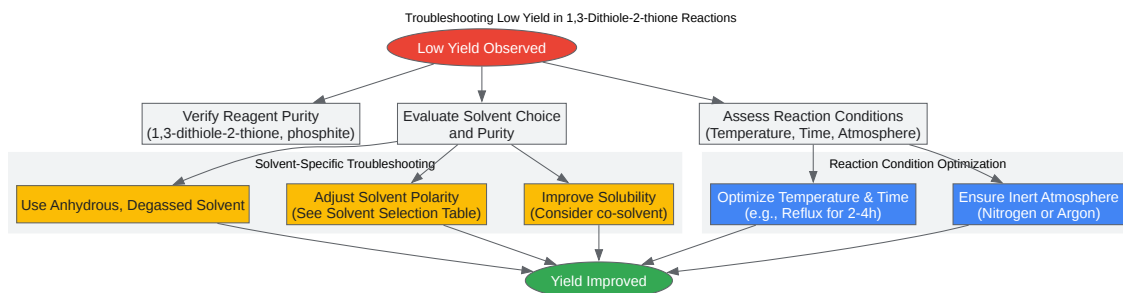 Troubleshooting Low Yield in 1,3-Dithiole-2-thione Reactions
Low Yield Observed
Verify Reagent Purity
(1,3-dithiole-2-thione, phosphite)
Evaluate Solvent Choice
and Purity
Assess Reaction Conditions
(Temperature, Time, Atmosphere)
Solvent-Specific Troubleshooting
Reaction Condition Optimization
Use Anhydrous, Degassed Solvent
Adjust Solvent Polarity
(See Solvent Selection Table)
Improve Solubility
(Consider co-solvent)
Optimize Temperature & Time
(e.g., Reflux for 2-4h)
Ensure Inert Atmosphere
(Nitrogen or Argon)
Yield Improved